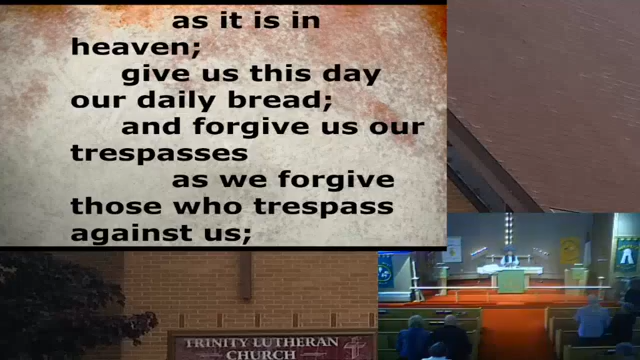 as it is in
heaven;
give us this day
our daily bread;
and forgive us our
trespasses
as we forgive
those who trespass
against us;
TRINITY LUTHERAN
CHURCH